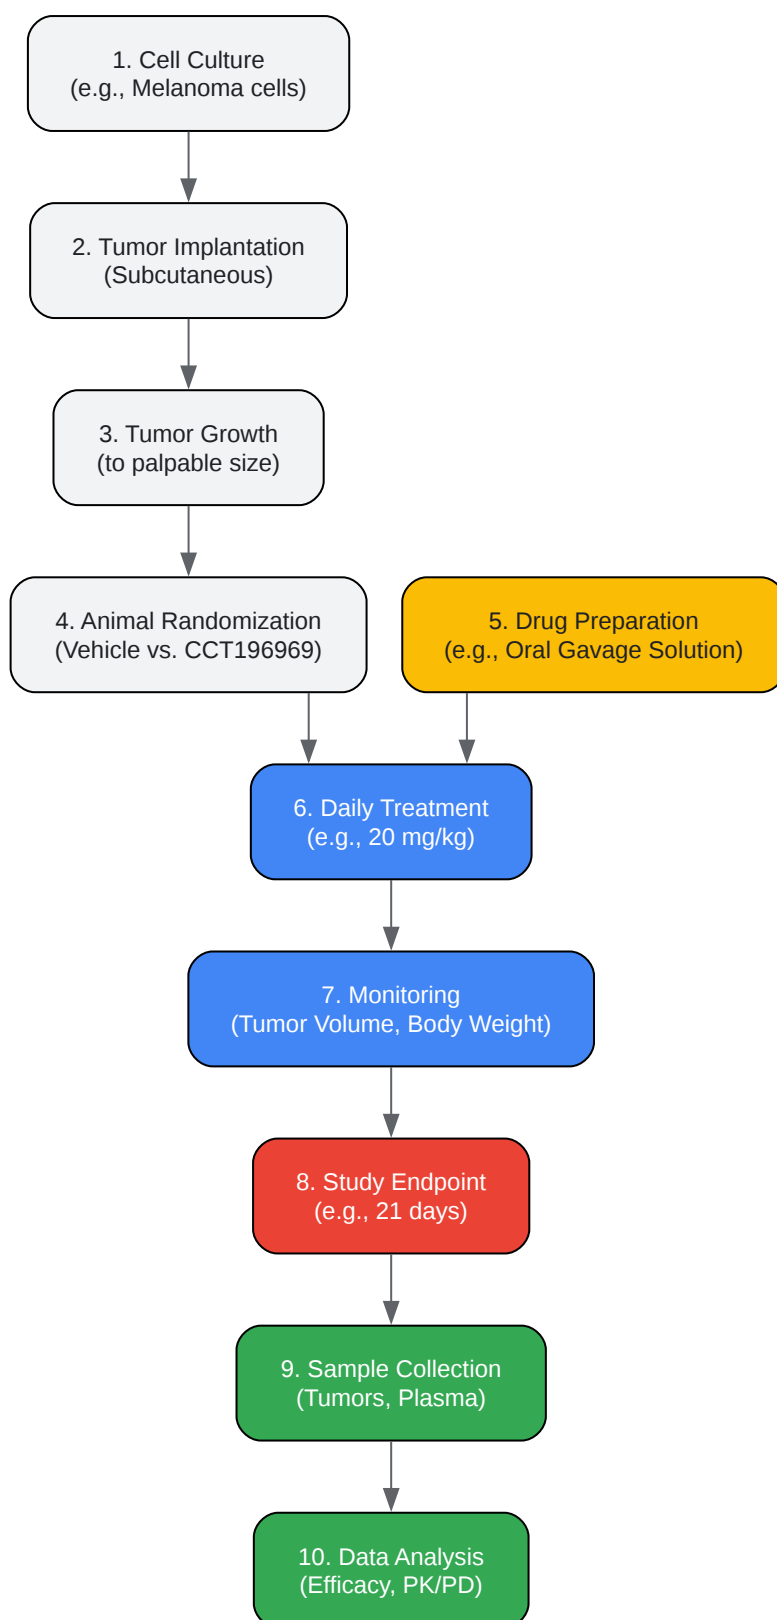 1. Cell Culture
(e.g., Melanoma cells)
2. Tumor Implantation
(Subcutaneous)
3. Tumor Growth
(to palpable size)
4. Animal Randomization
(Vehicle vs. CCT196969)
5. Drug Preparation
(e.g., Oral Gavage Solution)
6. Daily Treatment
(e.g., 20 mg/kg)
7. Monitoring
(Tumor Volume, Body Weight)
8. Study Endpoint
(e.g., 21 days)
9. Sample Collection
(Tumors, Plasma)
10. Data Analysis
(Efficacy, PK/PD)